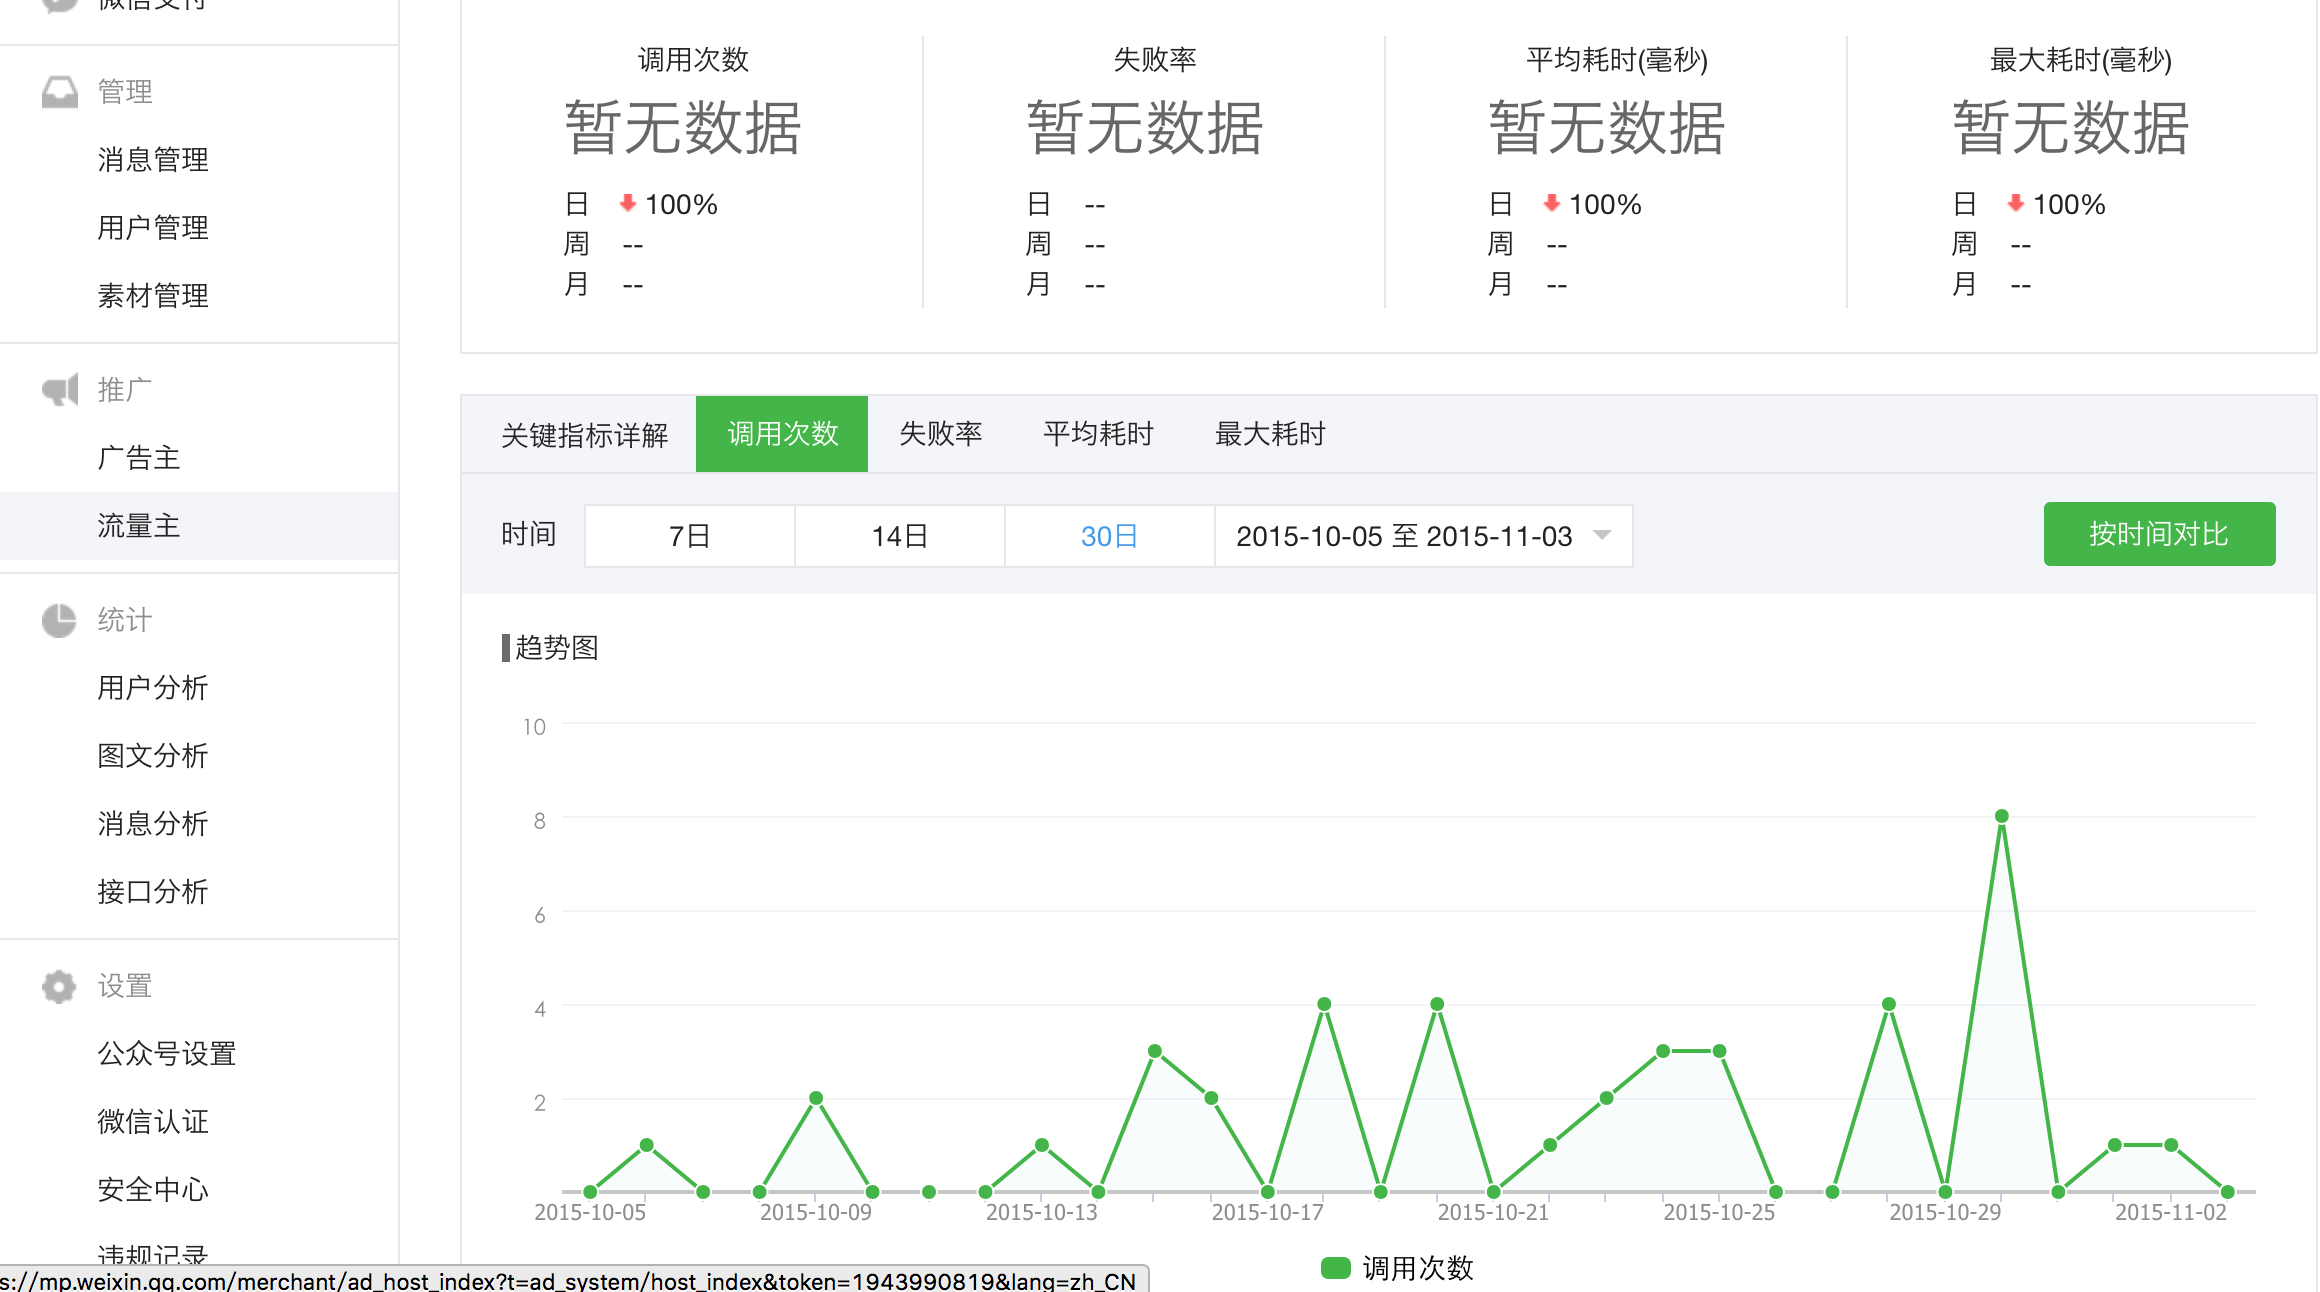 微信支付
管理
消息管理
用户管理
素材管理
推广
广告主
流量主
统计
用户分析
图文分析
消息分析
接口分析
设置
公众号设置
微信认证
安全中心
违规记录
s://mp.weixin.qq.com/merchant/ad_host_index?t=ad_system/host_index&token=1943990819&lang=zh_CN
调用次数
暂无数据
日 100%
周 --
月 --
失败率
暂无数据
日 --
周 --
月 --
平均耗时(毫秒)
暂无数据
日 100%
周 --
月 --
最大耗时(毫秒)
暂无数据
日 100%
周 --
月 --
关键指标详解 调用次数 失败率 平均耗时 最大耗时
时间 7日 14日 30日 2015-10-05 至 2015-11-03 按时间对比
趋势图
10
8
6
4
2
2015-10-05 2015-10-09 2015-10-13 2015-10-17 2015-10-21 2015-10-25 2015-10-29 2015-11-02
调用次数